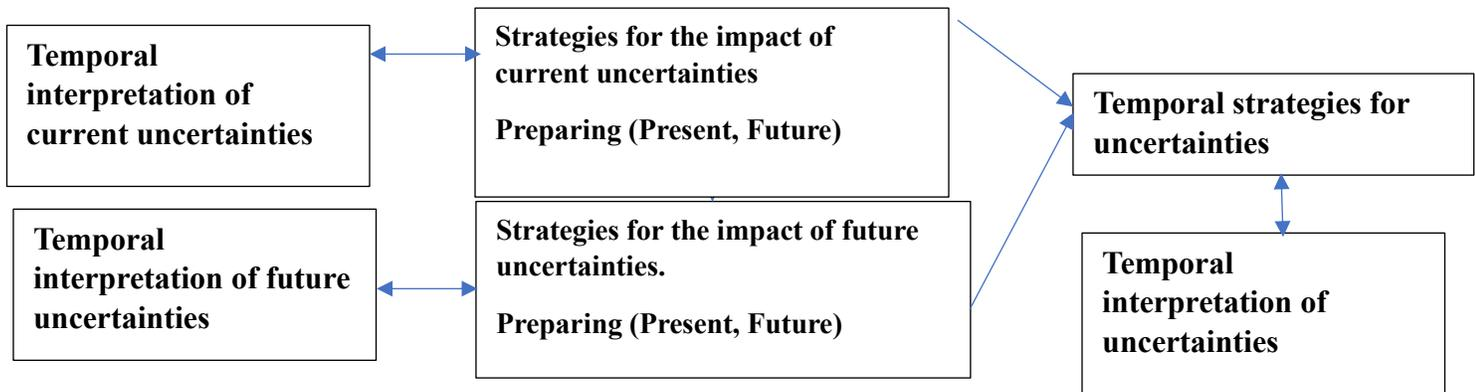 Temporal
interpretation of
current uncertainties
Strategies for the impact of
current uncertainties
Preparing (Present, Future)
Temporal strategies for
uncertainties
Temporal
interpretation of future
uncertainties
Strategies for the impact of future
uncertainties.
Preparing (Present, Future)
Temporal
interpretation of
uncertainties